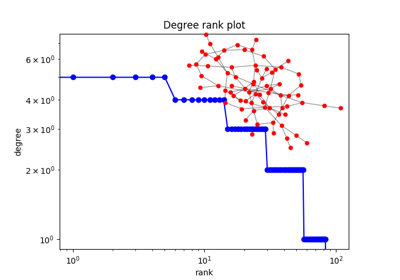 Degree rank plot
degree
6 × 10⁰
4 × 10⁰
3 × 10⁰
2 × 10⁰
10⁰
10⁰ 10¹ 10²
rank